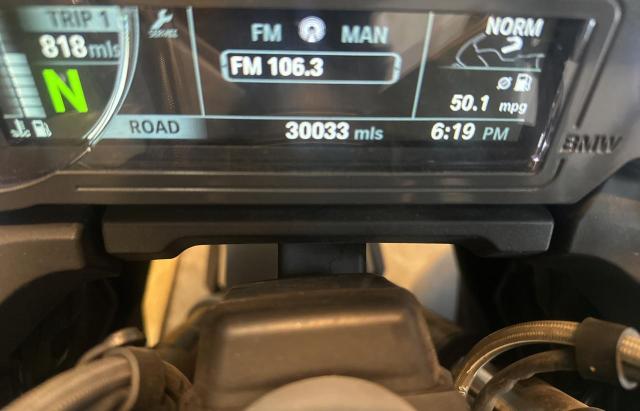 TRIP 1
818 mls
SERVICE
FM MAN
NORM
FM 106.3
N
50.1 mpg
ROAD
30033 mls
6:19 PM
BMW